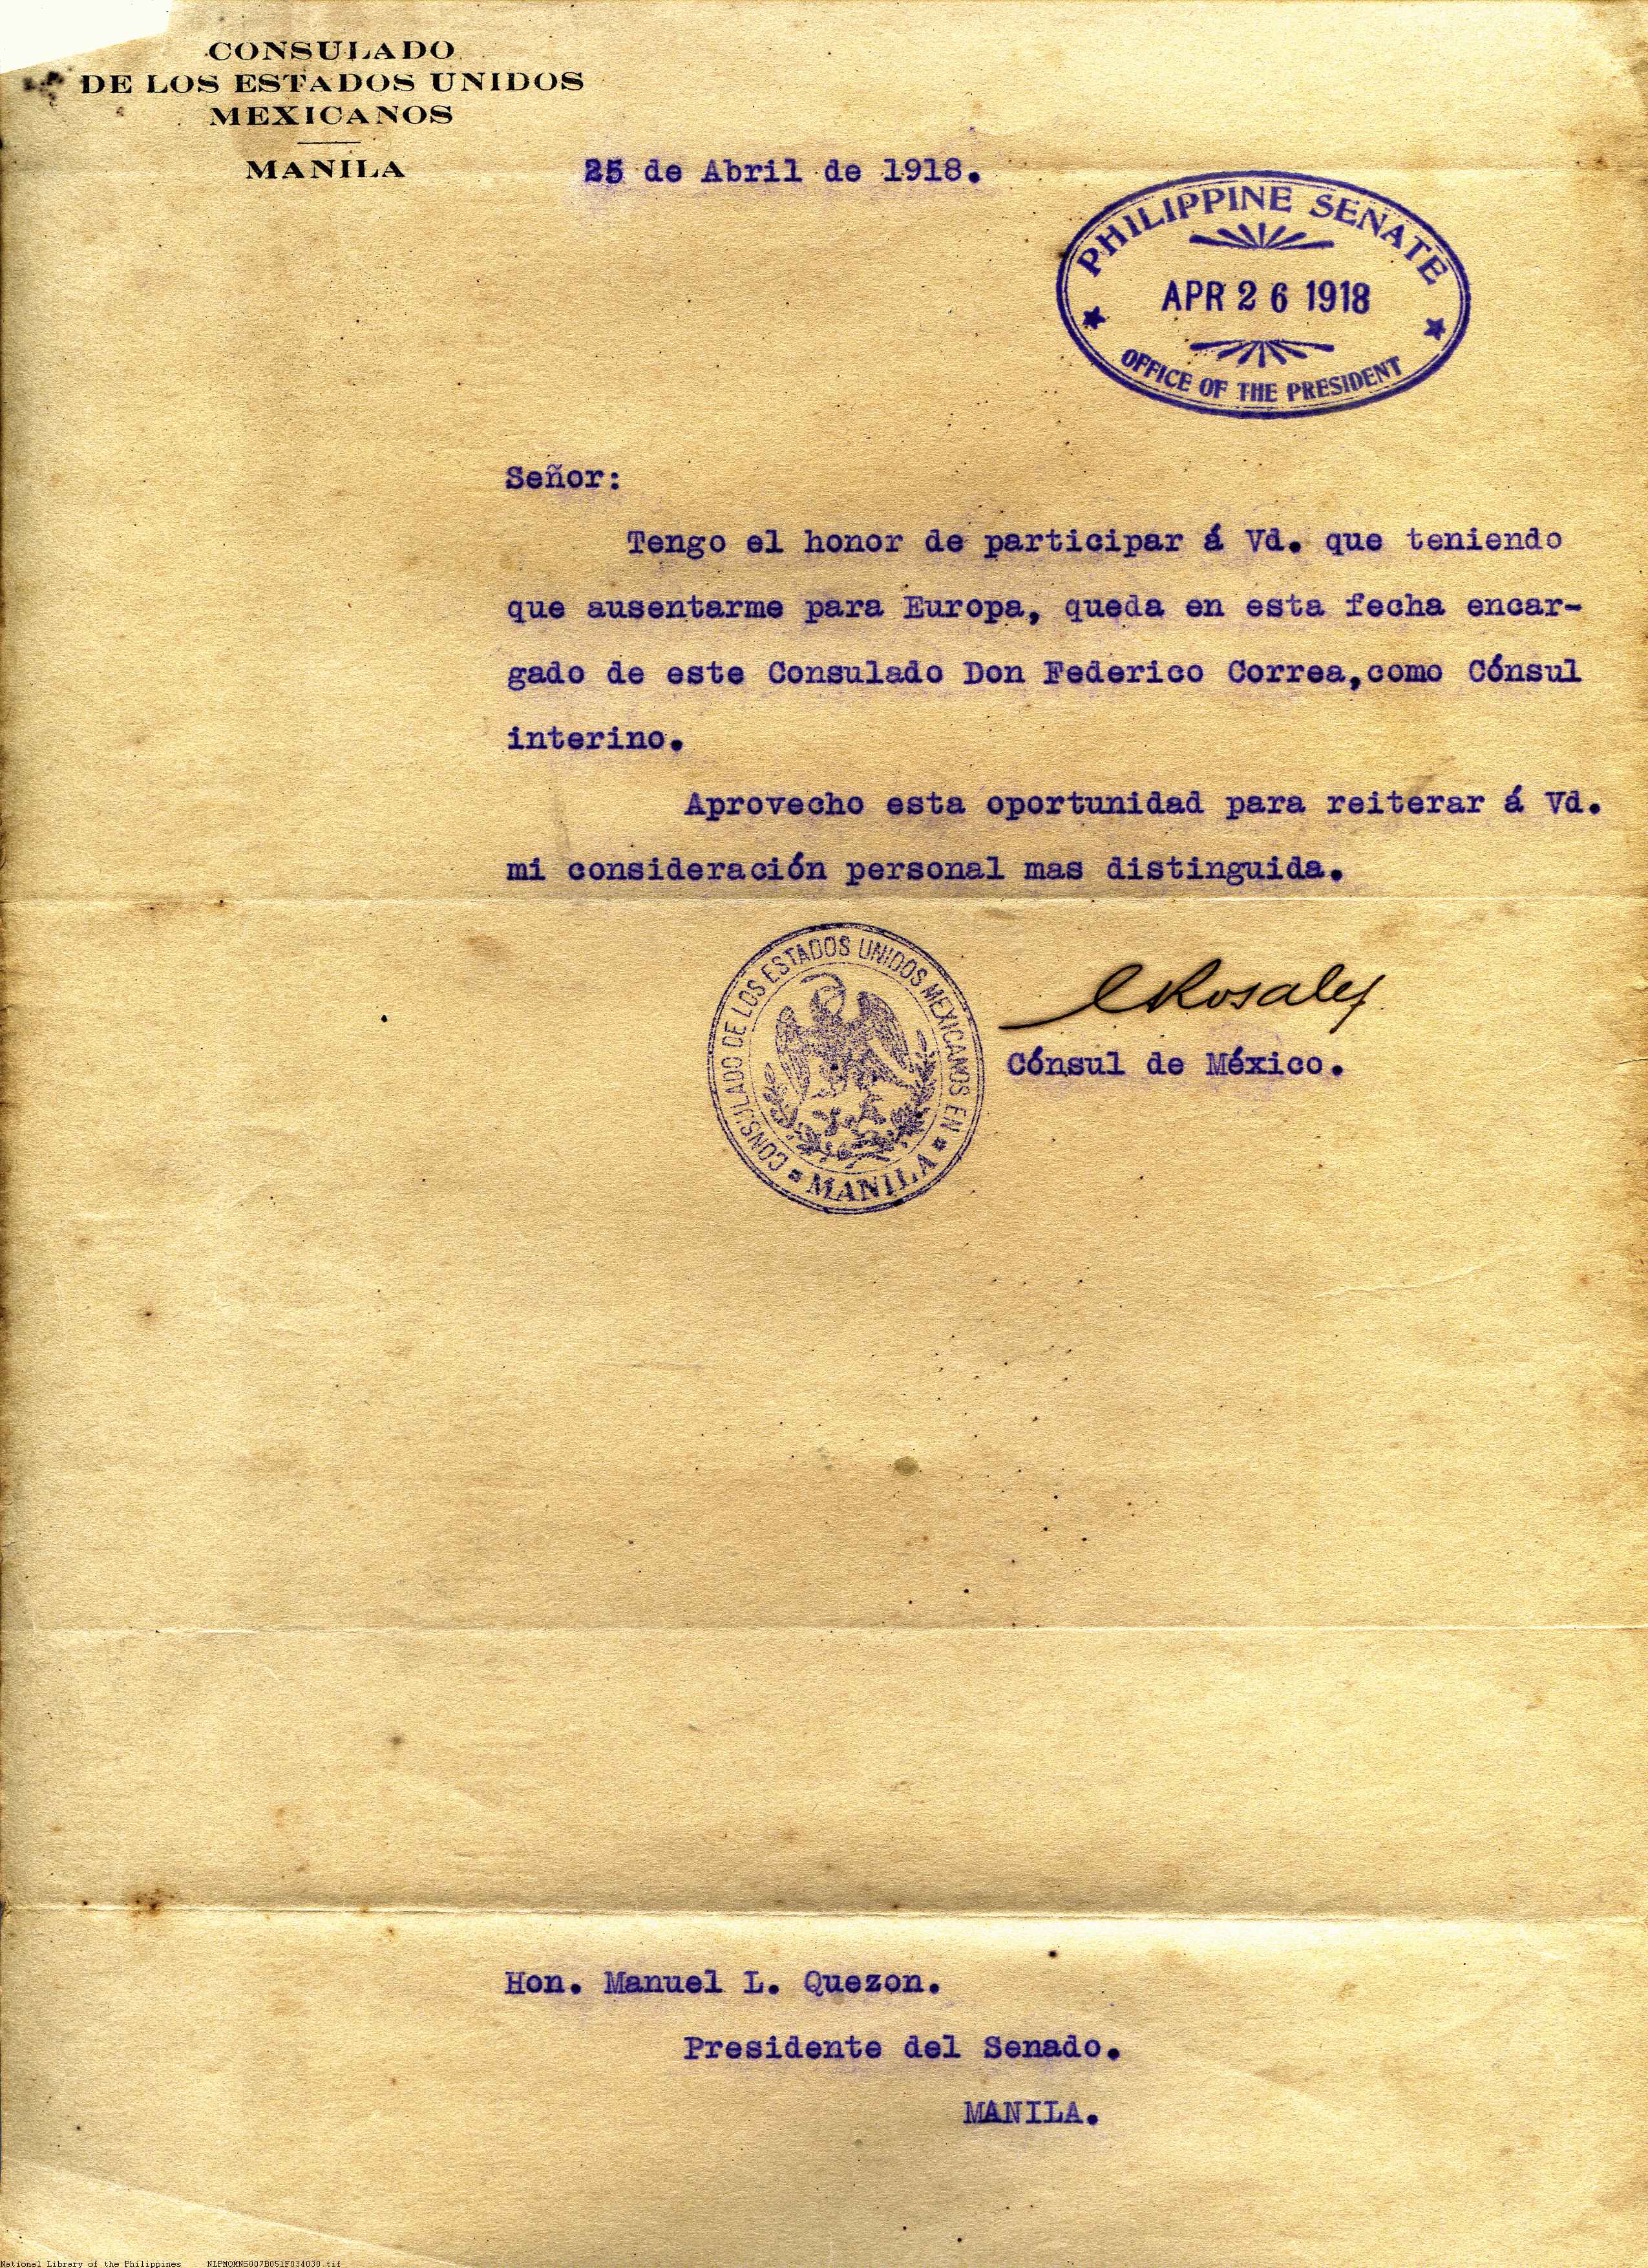 CONSULADO
DE LOS ESTADOS UNIDOS
MEXICANOS
MANILA
25 de Abril de 1918.
PHILIPPINE SENATE
APR 26 1918
OFFICE OF THE PRESIDENT
Señor:
Tengo el honor de participar á Vd. que teniendo
que ausentarme para Europa, queda en esta fecha encar-
gado de este Consulado Don Federico Correa,como Cónsul
interino.
Aprovecho esta oportunidad para reiterar á Vd.
mi consideración personal mas distinguida.
CONSULADO DE LOS ESTADOS UNIDOS MEXICANOS EN
MANILA
Rosales
Cónsul de México.
Hon. Manuel L. Quezon.
Presidente del Senado.
MANILA.
National Library of the Philippines NLPMQMNS007B051F034030.tif